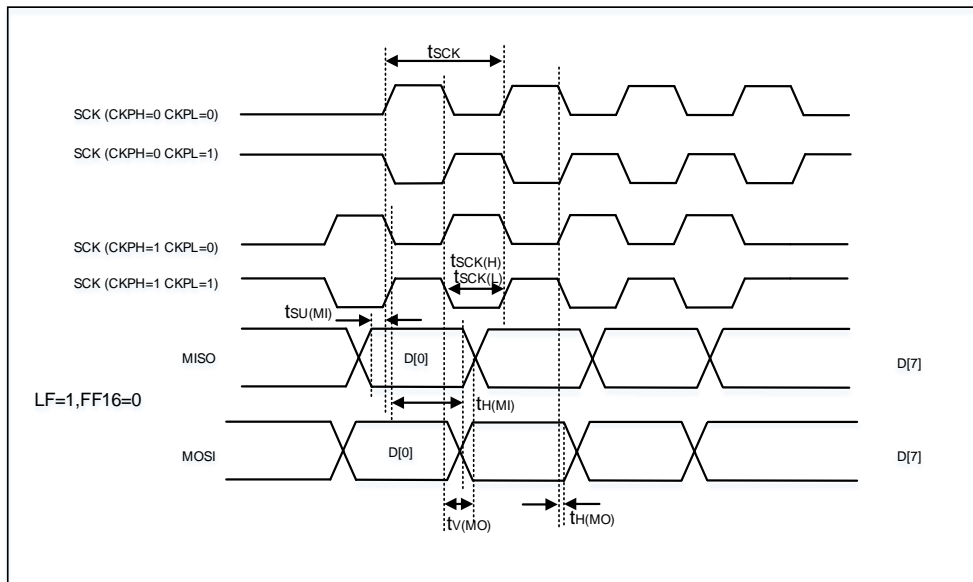 tSCK
SCK (CKPH=0 CKPL=0)
SCK (CKPH=0 CKPL=1)
SCK (CKPH=1 CKPL=0)
tSCK(H)
tSCK(L)
SCK (CKPH=1 CKPL=1)
tSU(MI)
MISO
D[0]
D[7]
LF=1,FF16=0
tH(MI)
MOSI
D[0]
D[7]
tV(MO)
tH(MO)